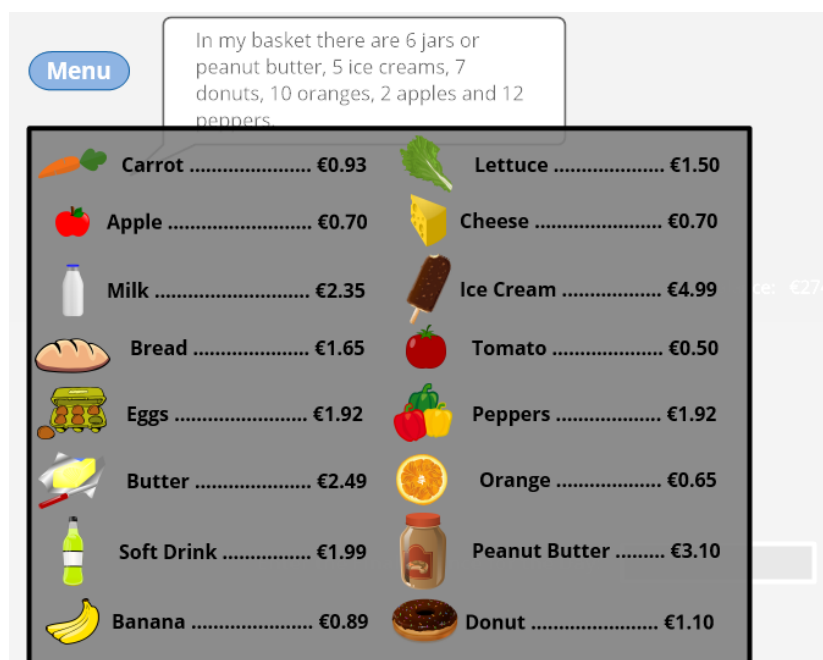 In my basket there are 6 jars or
Menu
peanut butter, 5 ice creams, 7
donuts, 10 oranges, 2 apples and 12
peppers.
Carrot ...................... €0.93
Lettuce .................... €1.50
Apple .......................... €0.70
Cheese ....................... €0.70
Milk ............................ €2.35
Ice Cream .................. €4.99
Bread ..................... €1.65
Tomato .................... €0.50
Eggs ........................ €1.92
Peppers ................... €1.92
Butter ..................... €2.49
Orange ................... €0.65
Soft Drink ................ €1.99
Peanut Butter ......... €3.10
Banana ...................... €0.89
Donut ....................... €1.10